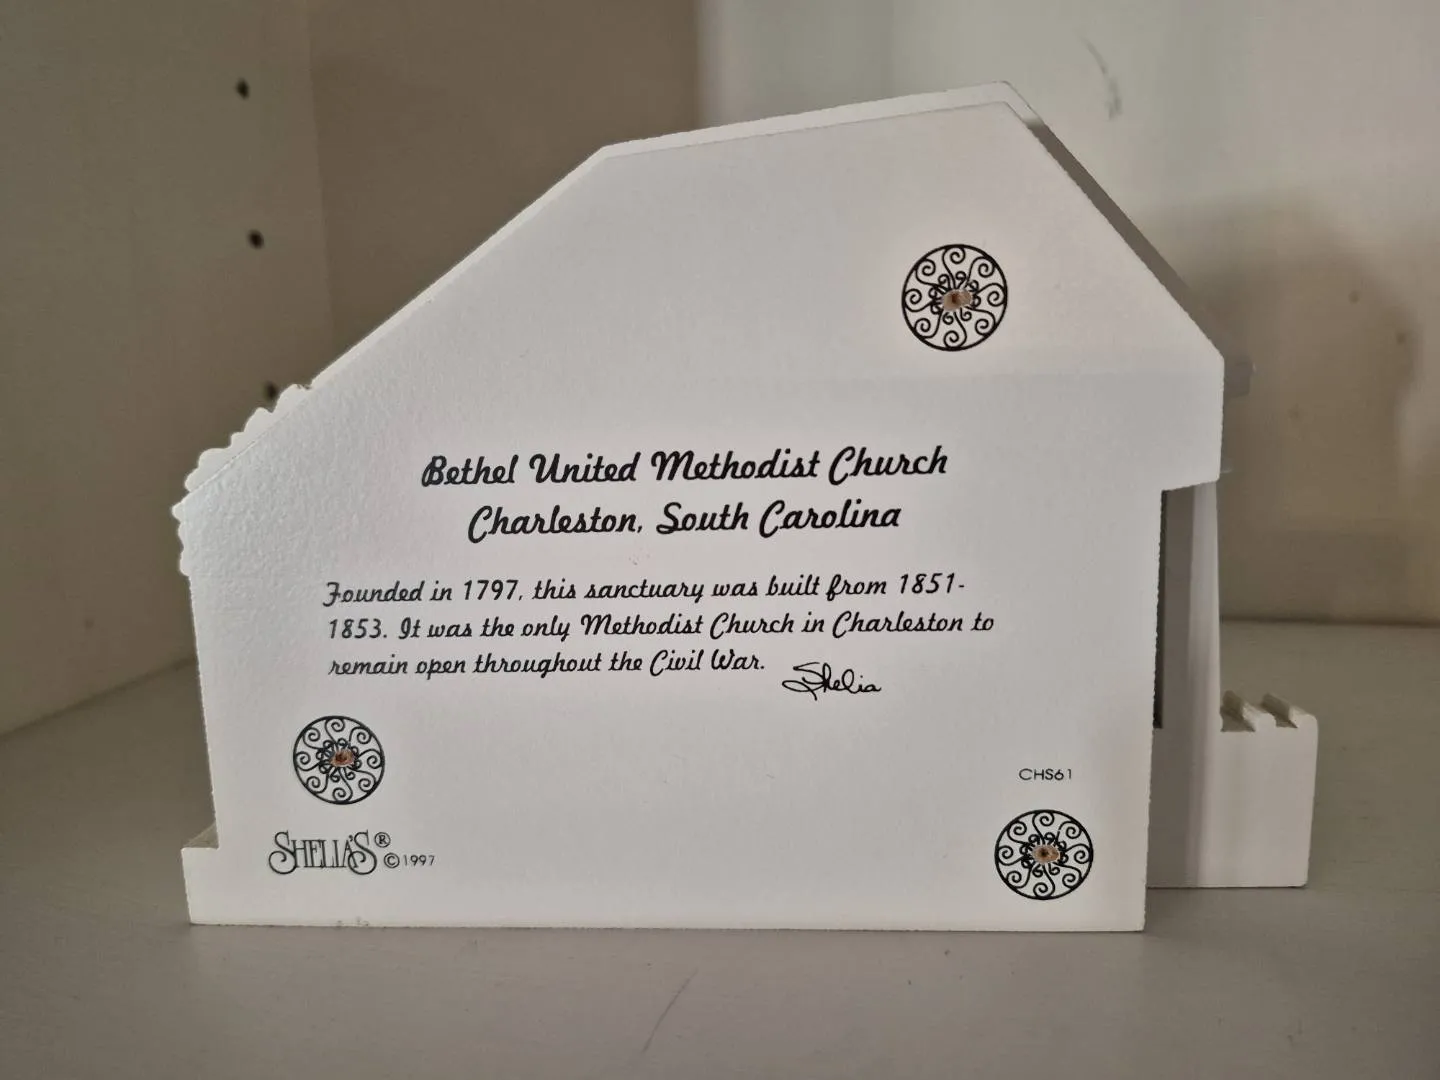 Bethel United Methodist Church
Charleston, South Carolina
Founded in 1797, this sanctuary was built from 1851-
1853. It was the only Methodist Church in Charleston to
remain open throughout the Civil War.
Shelia
CHS61
SHELIA'S® ©1997